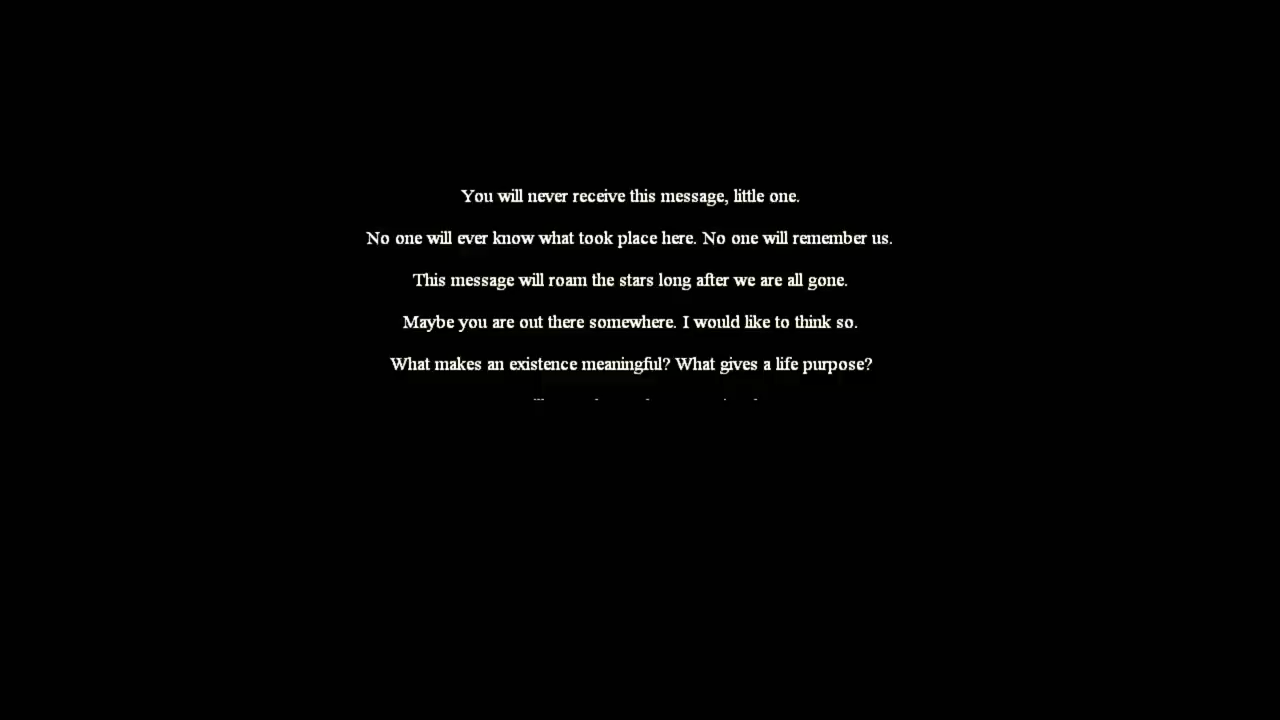 You will never receive this message, little one.
No one will ever know what took place here. No one will remember us.
This message will roam the stars long after we are all gone.
Maybe you are out there somewhere. I would like to think so.
What makes an existence meaningful? What gives a life purpose?